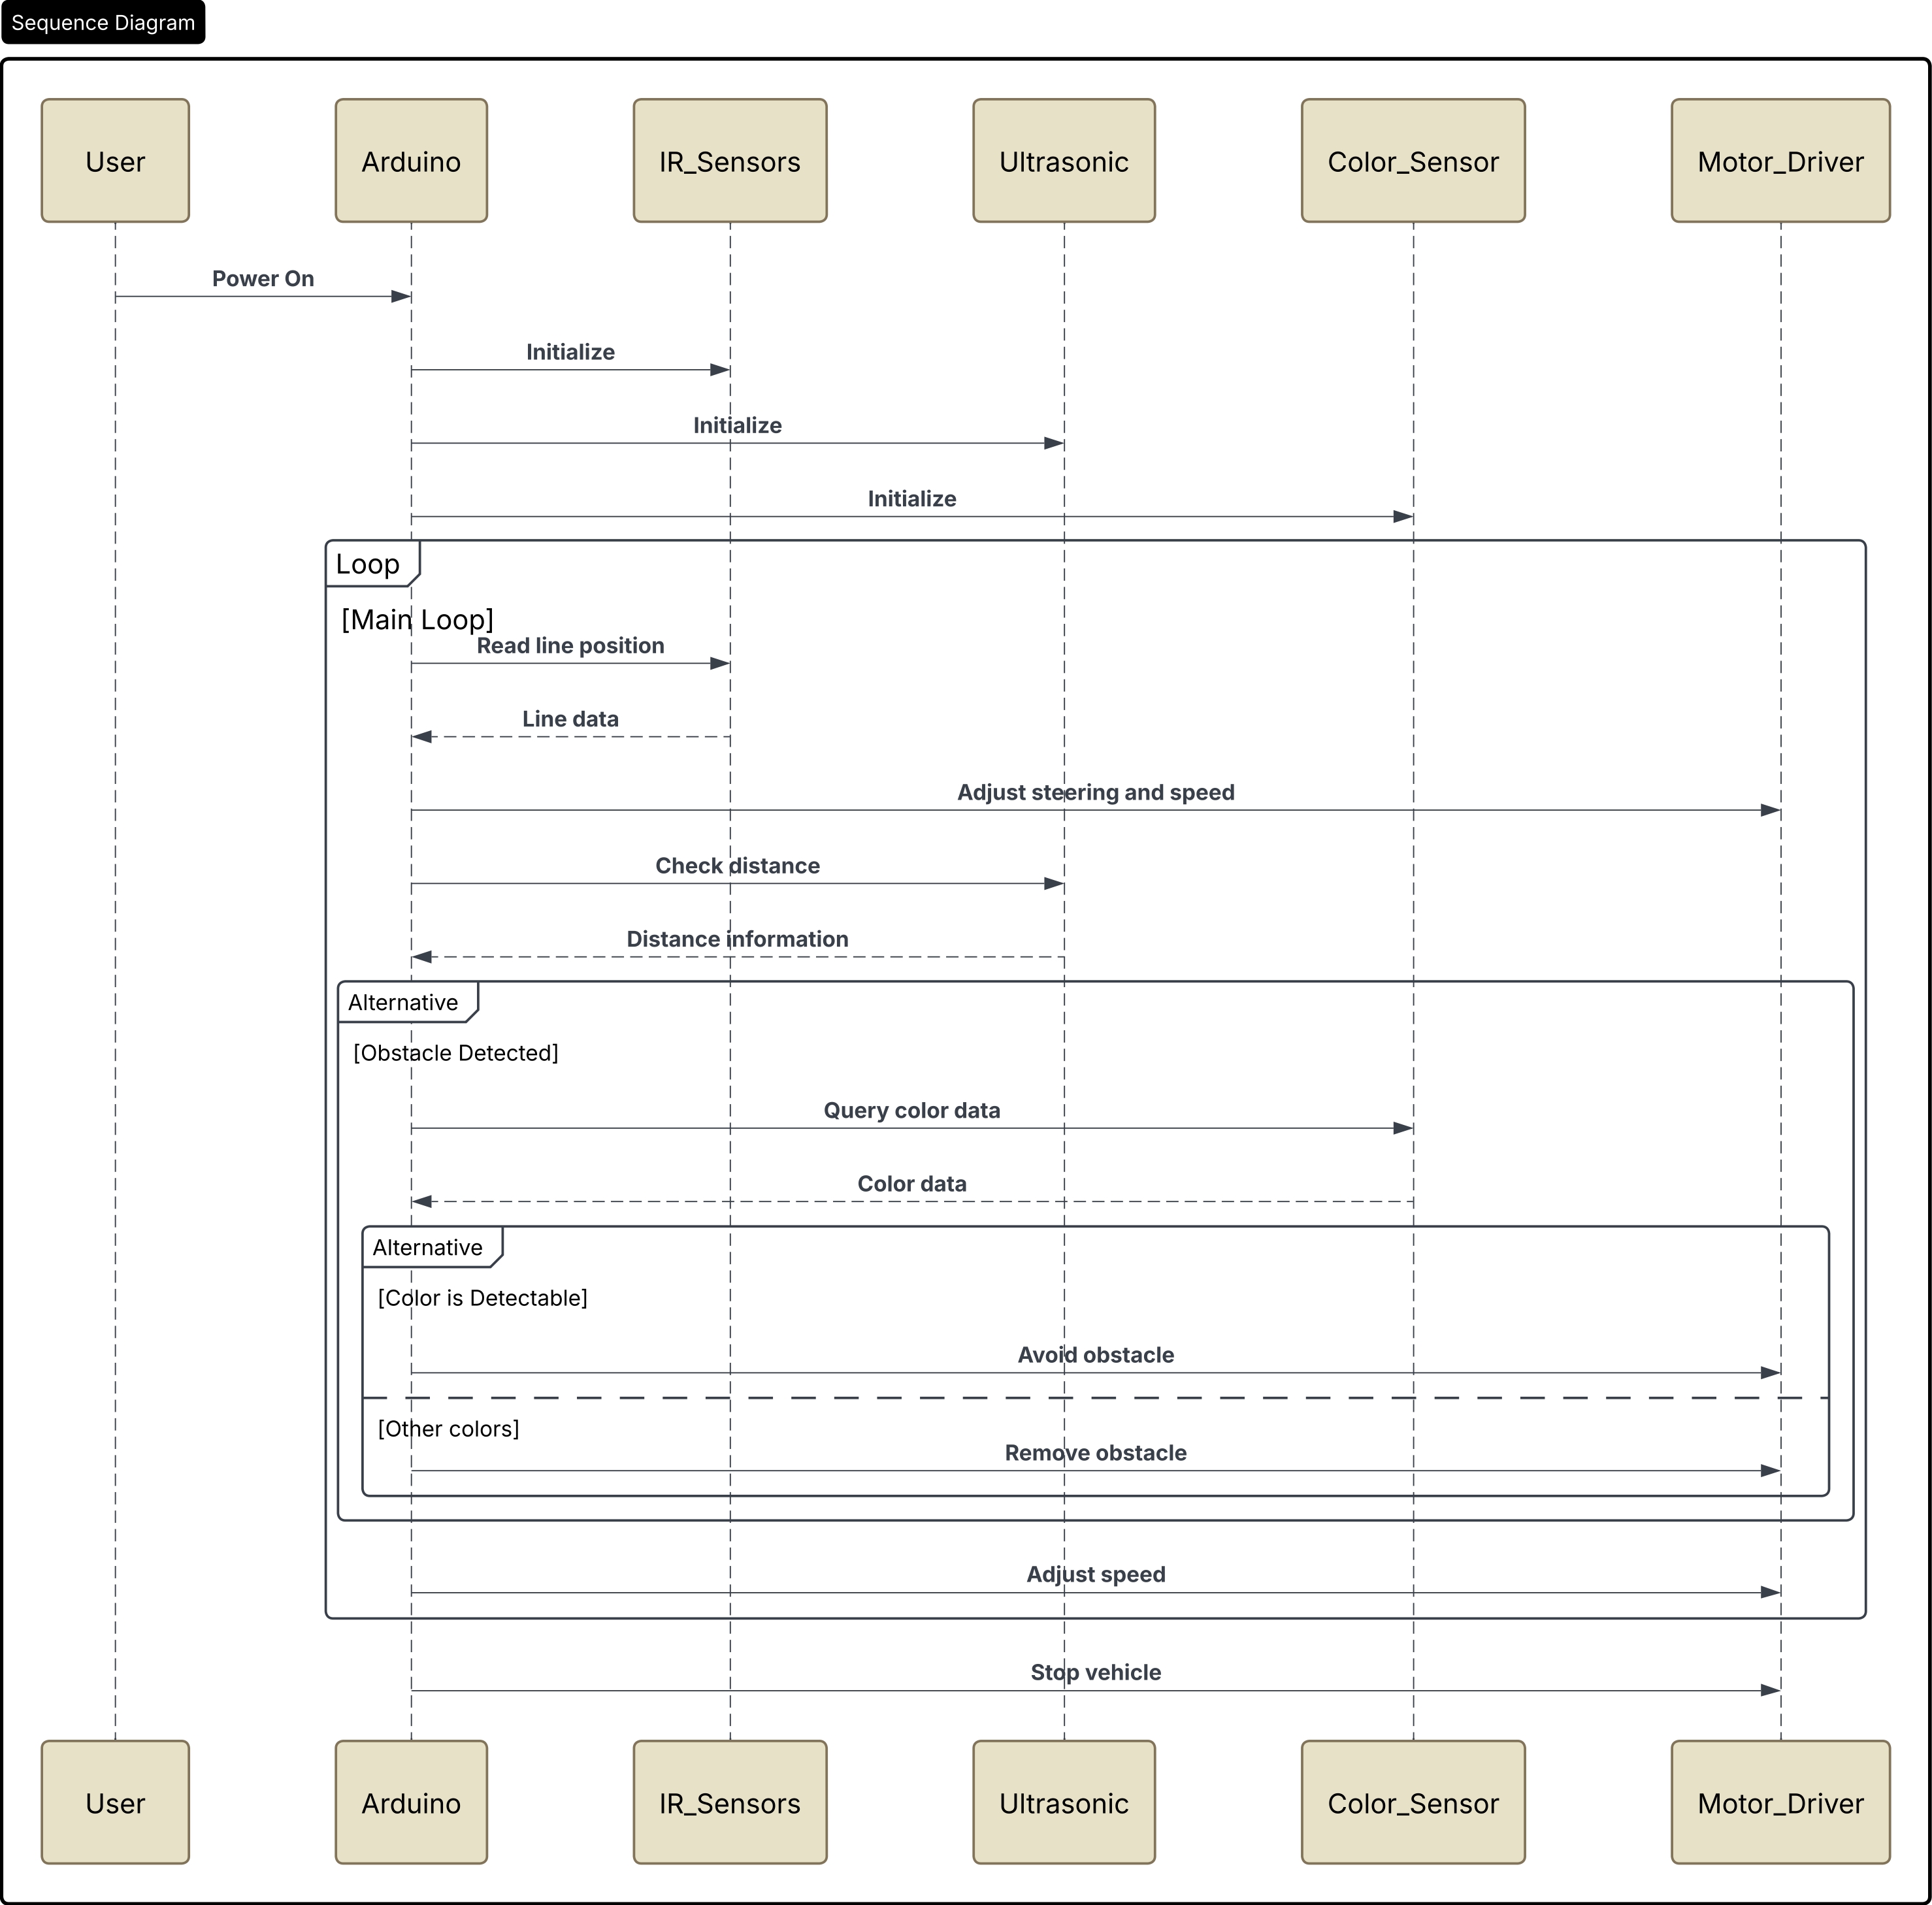 Sequence Diagram
User
Arduino
IR_Sensors
Ultrasonic
Color_Sensor
Motor_Driver
Power On
Initialize
Initialize
Initialize
Loop
[Main Loop]
Read line position
Line data
Adjust steering and speed
Check distance
Distance information
Alternative
[Obstacle Detected]
Query color data
Color data
Alternative
[Color is Detectable]
Avoid obstacle
[Other colors]
Remove obstacle
Adjust speed
Stop vehicle
User
Arduino
IR_Sensors
Ultrasonic
Color_Sensor
Motor_Driver